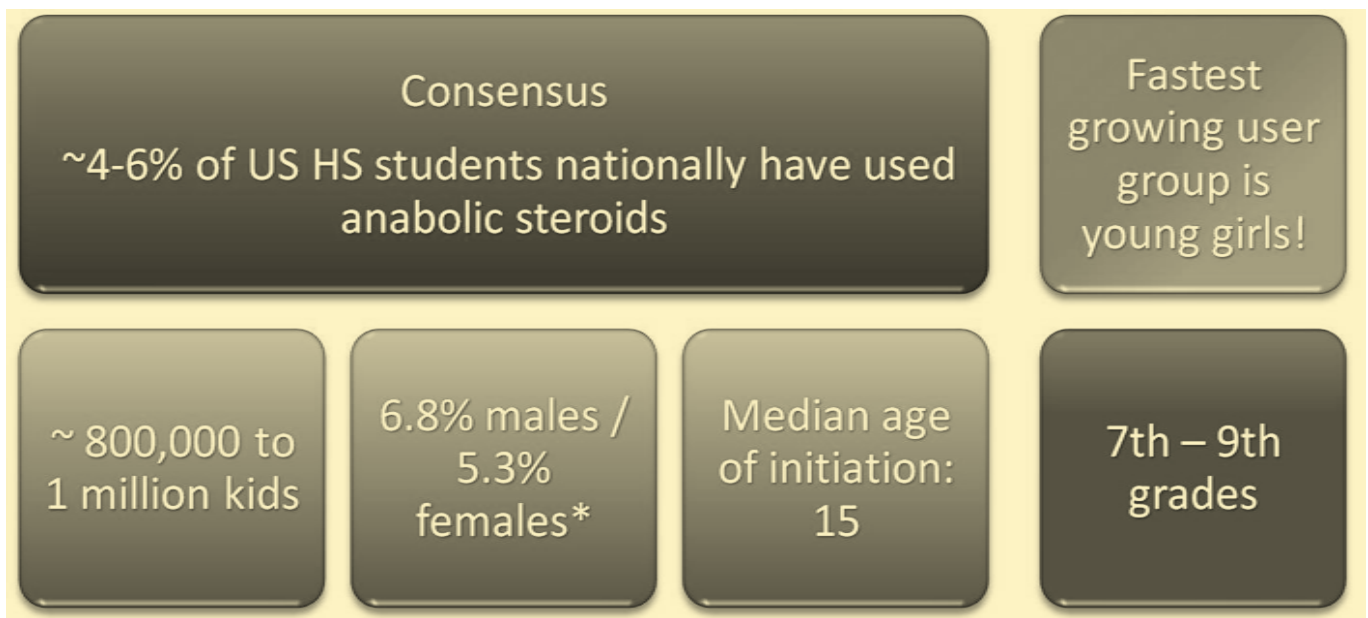 Consensus
~4-6% of US HS students nationally have used
anabolic steroids
Fastest
growing user
group is
young girls!
~ 800,000 to
1 million kids
6.8% males /
5.3%
females*
Median age
of initiation:
15
7th – 9th
grades